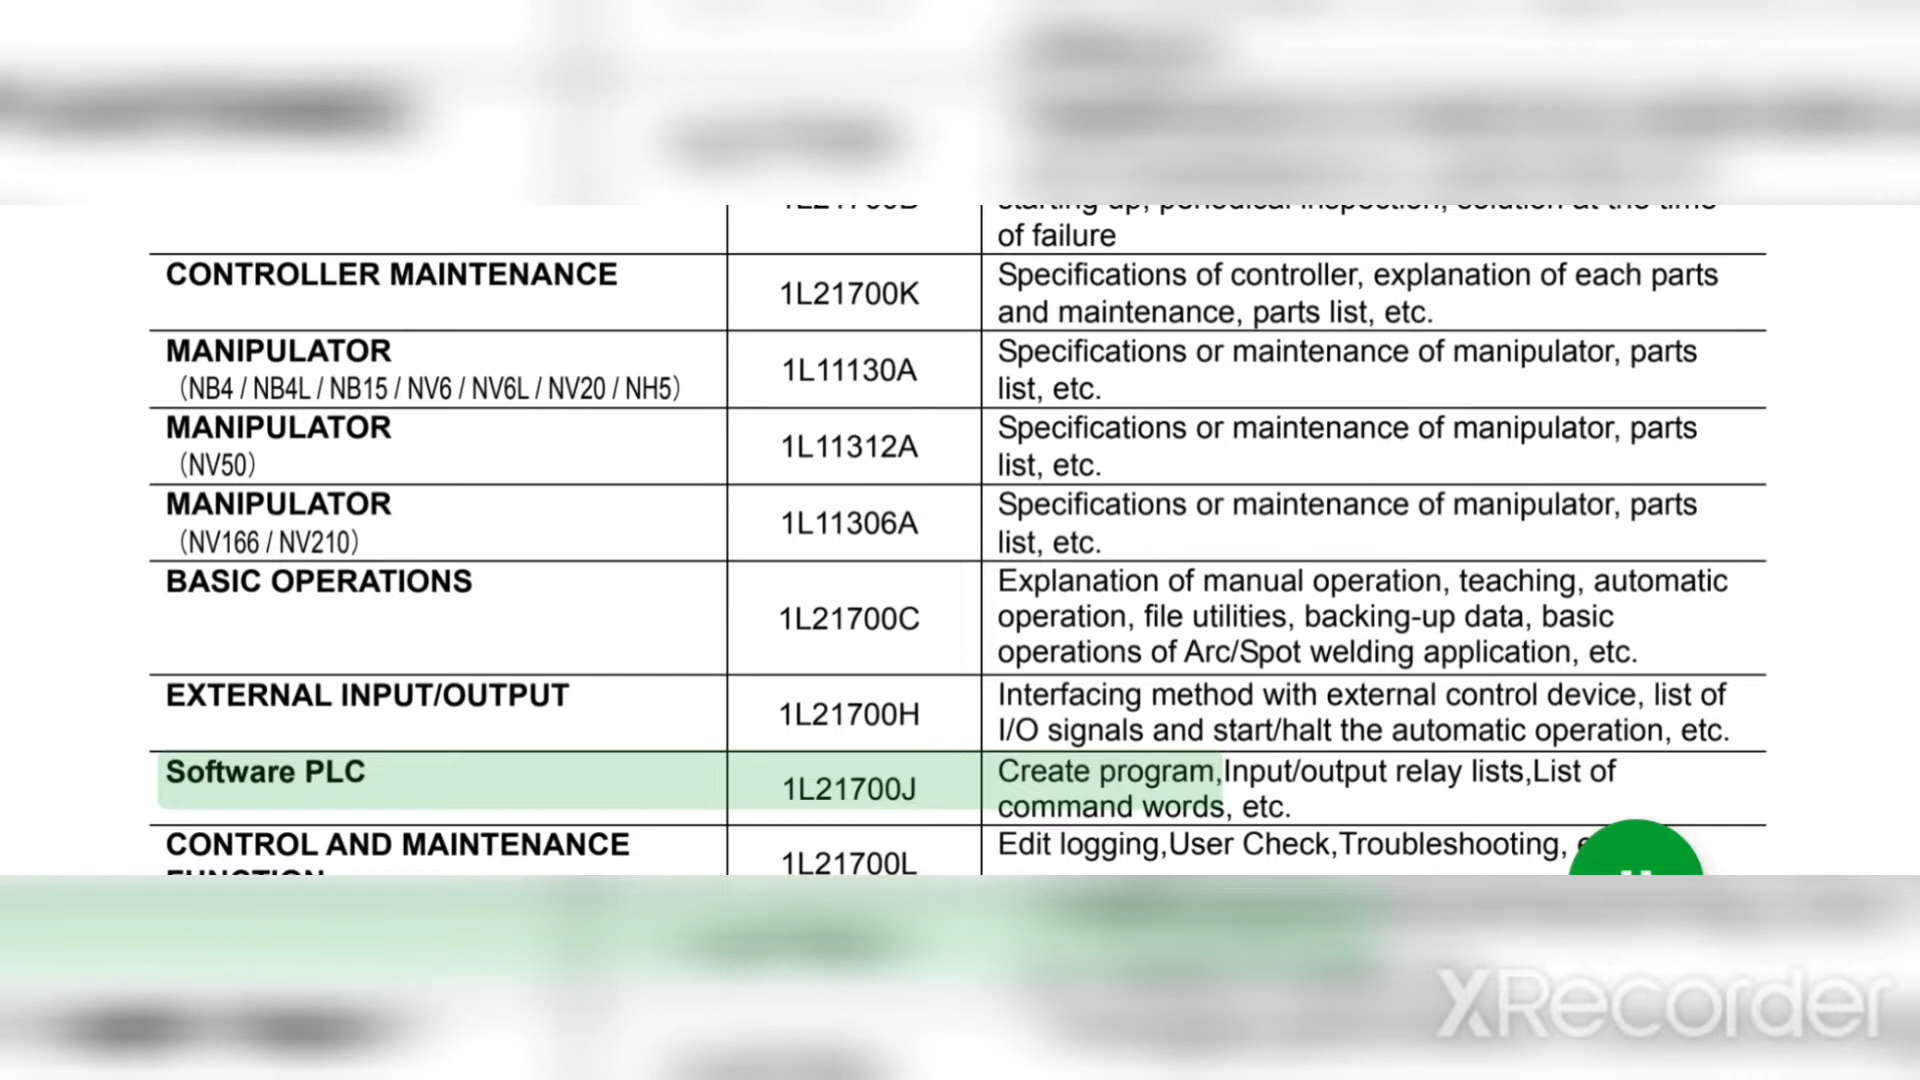 of failure
CONTROLLER MAINTENANCE
1L21700K
Specifications of controller, explanation of each parts
and maintenance, parts list, etc.
MANIPULATOR
(NB4 / NB4L / NB15 / NV6 / NV6L / NV20 / NH5)
1L11130A
Specifications or maintenance of manipulator, parts
list, etc.
MANIPULATOR
(NV50)
1L11312A
Specifications or maintenance of manipulator, parts
list, etc.
MANIPULATOR
(NV166 / NV210)
1L11306A
Specifications or maintenance of manipulator, parts
list, etc.
BASIC OPERATIONS
1L21700C
Explanation of manual operation, teaching, automatic
operation, file utilities, backing-up data, basic
operations of Arc/Spot welding application, etc.
EXTERNAL INPUT/OUTPUT
1L21700H
Interfacing method with external control device, list of
I/O signals and start/halt the automatic operation, etc.
Software PLC
1L21700J
Create program,Input/output relay lists,List of
command words, etc.
CONTROL AND MAINTENANCE
1L21700L
Edit logging,User Check,Troubleshooting,
XRecorder